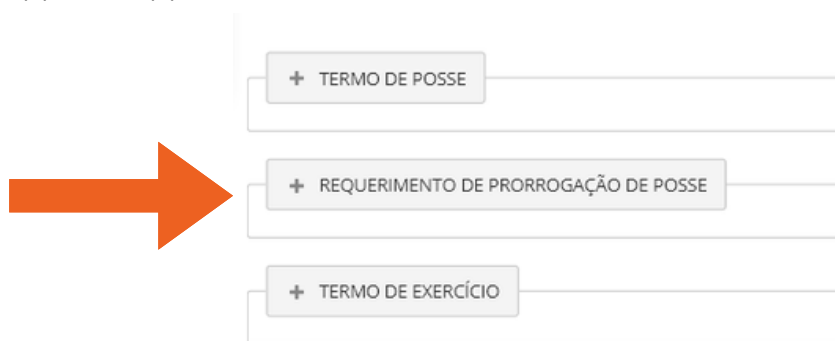 + TERMO DE POSSE
+ REQUERIMENTO DE PRORROGAÇÃO DE POSSE
+ TERMO DE EXERCÍCIO